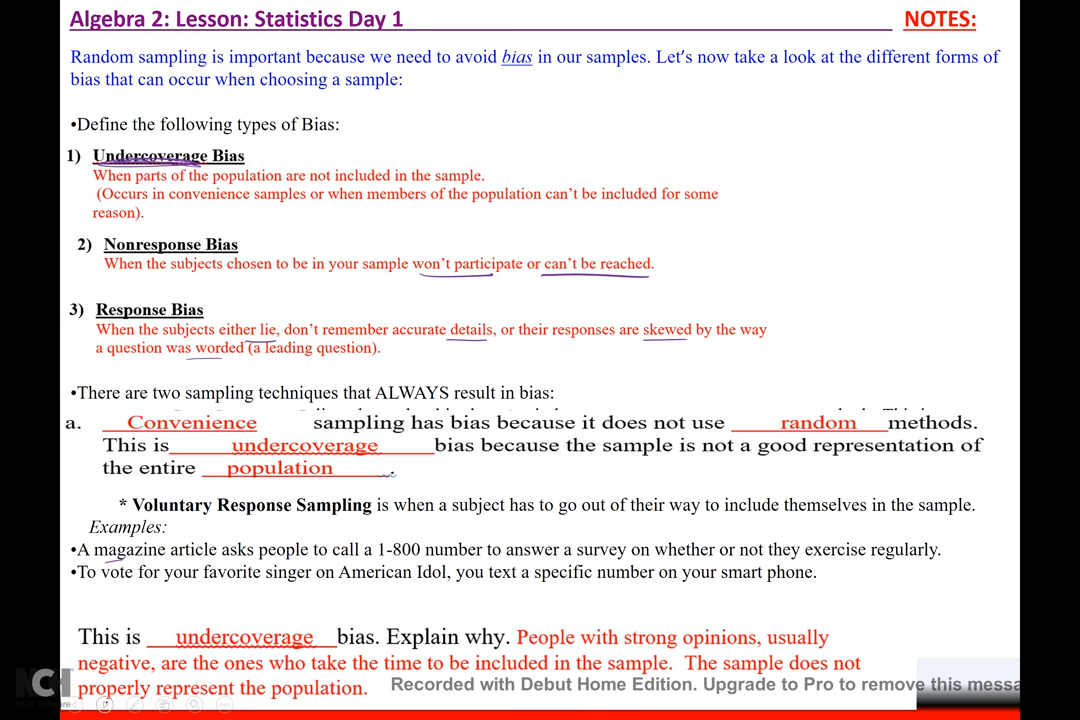 Algebra 2: Lesson: Statistics Day 1 NOTES:
Random sampling is important because we need to avoid bias in our samples. Let's now take a look at the different forms of
bias that can occur when choosing a sample:
•Define the following types of Bias:
1) Undercoverage Bias
When parts of the population are not included in the sample.
(Occurs in convenience samples or when members of the population can't be included for some
reason).
2) Nonresponse Bias
When the subjects chosen to be in your sample won't participate or can't be reached.
3) Response Bias
When the subjects either lie, don't remember accurate details, or their responses are skewed by the way
a question was worded (a leading question).
•There are two sampling techniques that ALWAYS result in bias:
a. Convenience sampling has bias because it does not use random methods.
This is undercoverage bias because the sample is not a good representation of
the entire population.
* Voluntary Response Sampling is when a subject has to go out of their way to include themselves in the sample.
Examples:
•A magazine article asks people to call a 1-800 number to answer a survey on whether or not they exercise regularly.
•To vote for your favorite singer on American Idol, you text a specific number on your smart phone.
This is undercoverage bias. Explain why. People with strong opinions, usually
negative, are the ones who take the time to be included in the sample. The sample does not
properly represent the population.
Recorded with Debut Home Edition. Upgrade to Pro to remove this messa
NCH
NCH Software